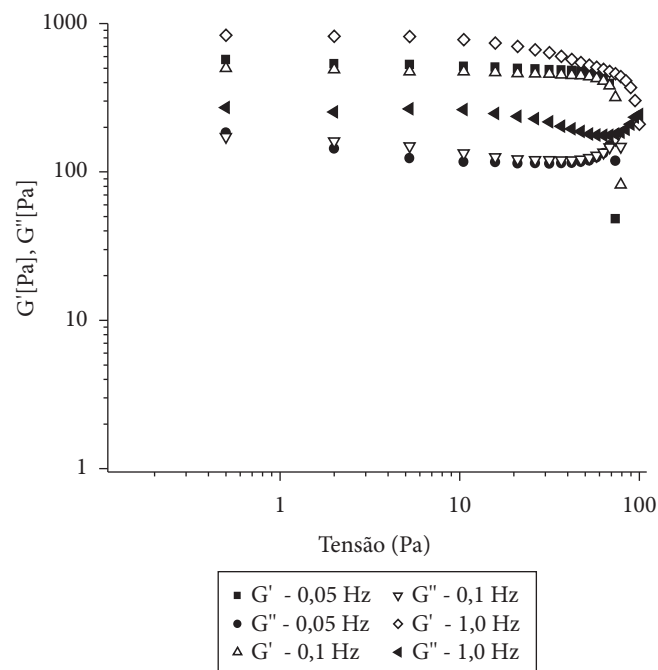 1000
100
10
1
G'[Pa], G"[Pa]
1
10
100
Tensão (Pa)
G' - 0,05 Hz
G" - 0,1 Hz
G" - 0,05 Hz
G' - 1,0 Hz
G' - 0,1 Hz
G" - 1,0 Hz